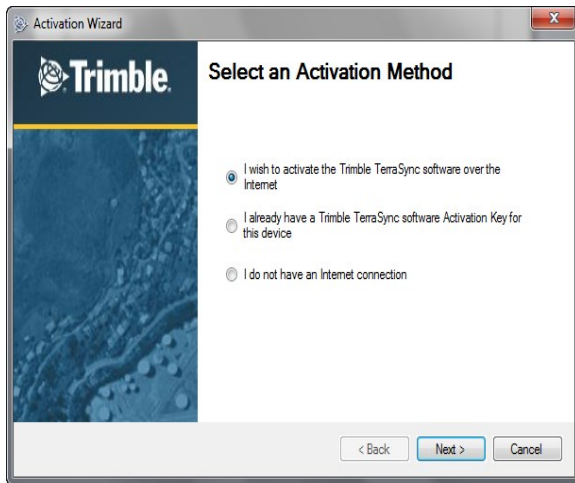 Activation Wizard
Trimble.
Select an Activation Method
I wish to activate the Trimble TerraSync software over the
Internet
I already have a Trimble TerraSync software Activation Key for
this device
I do not have an Internet connection
< Back
Next >
Cancel